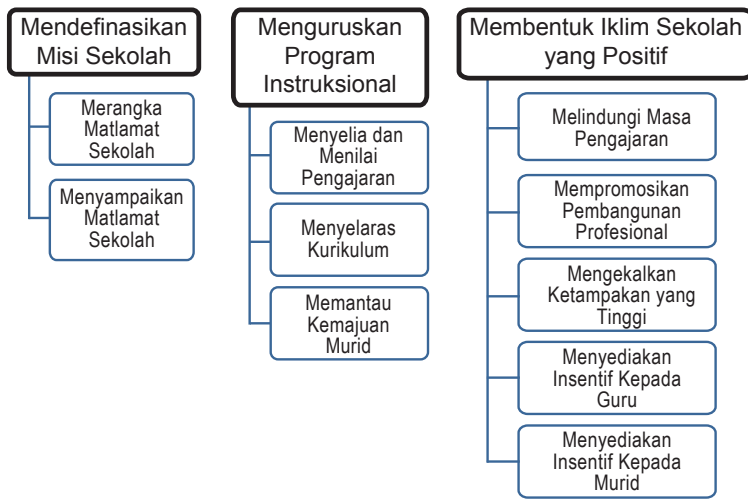 Mendefinasikan
Misi Sekolah
Merangka
Matlamat
Sekolah
Menyampaikan
Matlamat
Sekolah
Menguruskan
Program
Instruksional
Menyelia dan
Menilai
Pengajaran
Menyelaras
Kurikulum
Memantau
Kemajuan
Murid
Membentuk Iklim Sekolah
yang Positif
Melindungi Masa
Pengajaran
Mempromosikan
Pembangunan
Profesional
Mengekalkan
Ketampakan yang
Tinggi
Menyediakan
Insentif Kepada
Guru
Menyediakan
Insentif Kepada
Murid